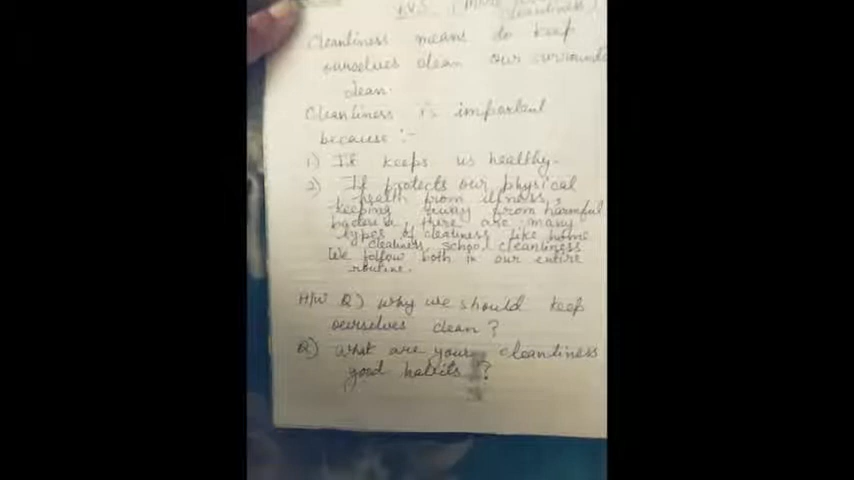 E.V.S.
cleanliness)
Cleanliness means to keep
ourselves clean our surrounds
clean.
Cleanliness is important
because :-
1) It keeps us healthy.
2) It protects our physical
health from illness,
keeping away from harmful
bacteria, there are many
types of cleanliness like home
cleanliness, school cleanliness
We follow both in our entire
routine.
H/W Q) why we should keep
ourselves clean?
Q) what are your cleanliness
good habits ?